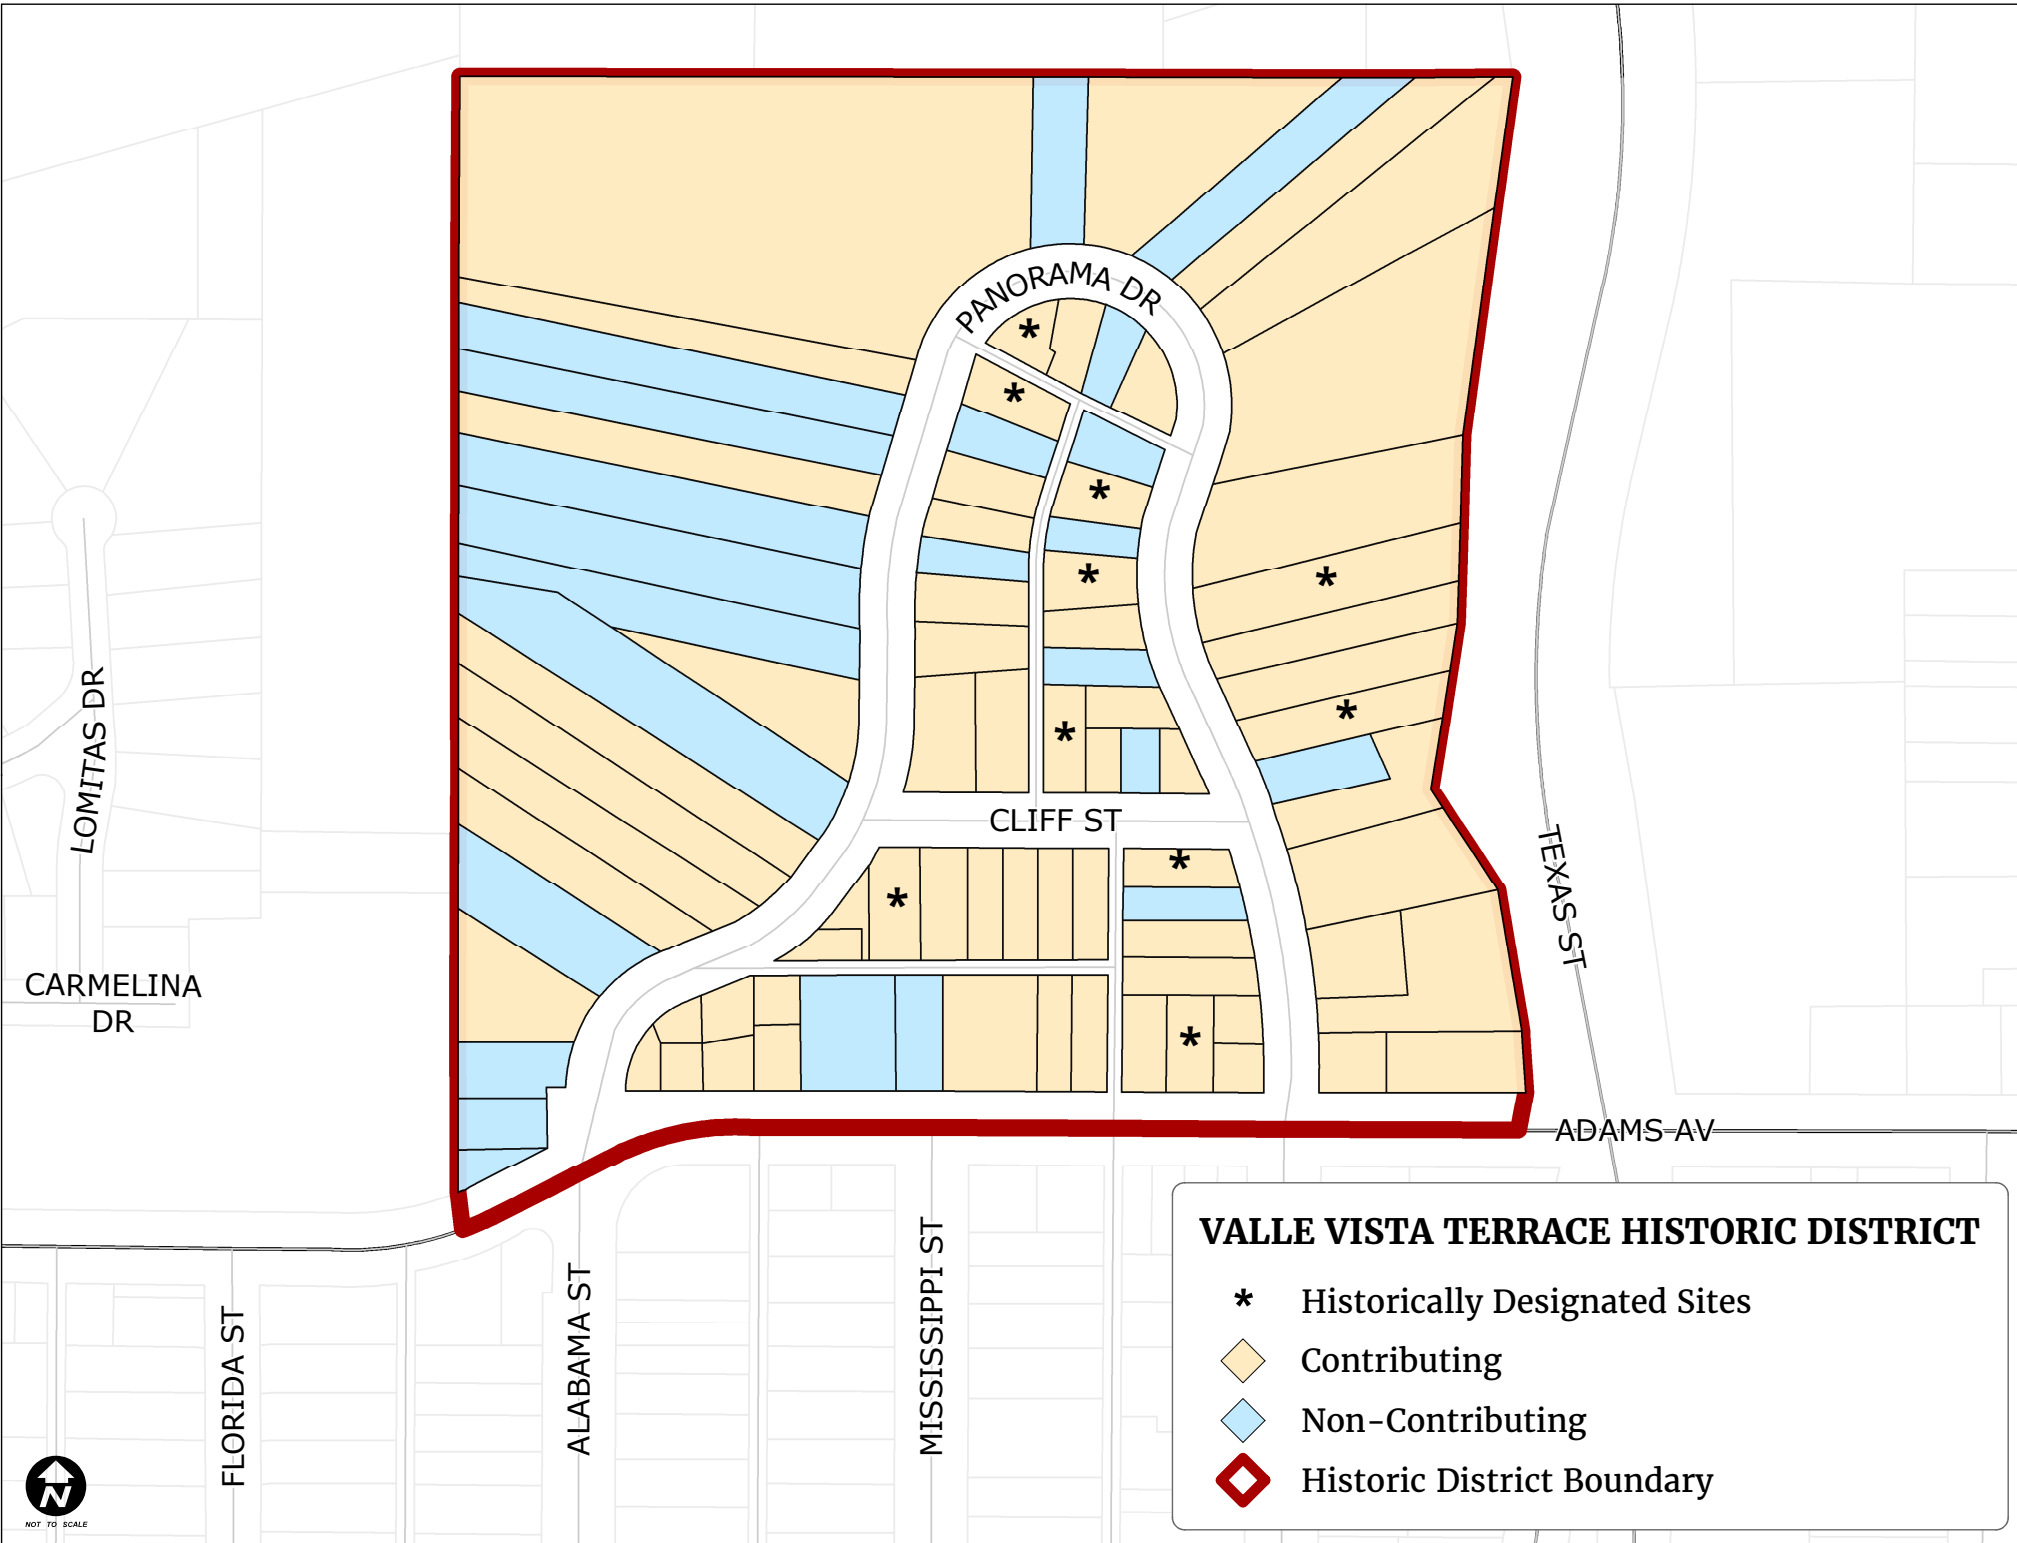 PANORAMA DR
CLIFF ST
LOMITAS DR
CARMELINA
DR
TEXAS ST
ADAMS AV
FLORIDA ST
ALABAMA ST
MISSISSIPPI ST
VALLE VISTA TERRACE HISTORIC DISTRICT
* Historically Designated Sites
Contributing
Non-Contributing
Historic District Boundary
N
NOT TO SCALE